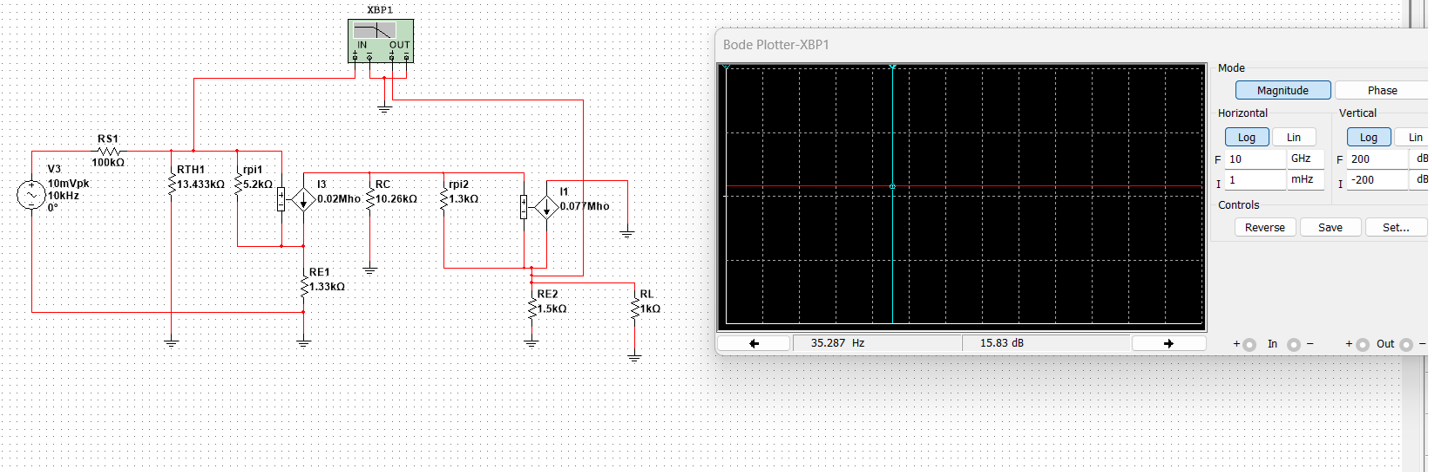 XBP1
IN OUT
RS1
100kΩ
V3
10mVpk
10kHz
0°
RTH1
13.433kΩ
rpi1
5.2kΩ
I3
0.02Mho
RC
10.26kΩ
rpi2
1.3kΩ
I1
0.077Mho
RE1
1.33kΩ
RE2
1.5kΩ
RL
1kΩ
Bode Plotter-XBP1
Mode
Magnitude Phase
Horizontal Vertical
Log Lin Log Lin
F 10 GHz F 200 dB
I 1 mHz I -200 dB
Controls
Reverse Save Set...
35.287 Hz 15.83 dB
+ In − + Out −